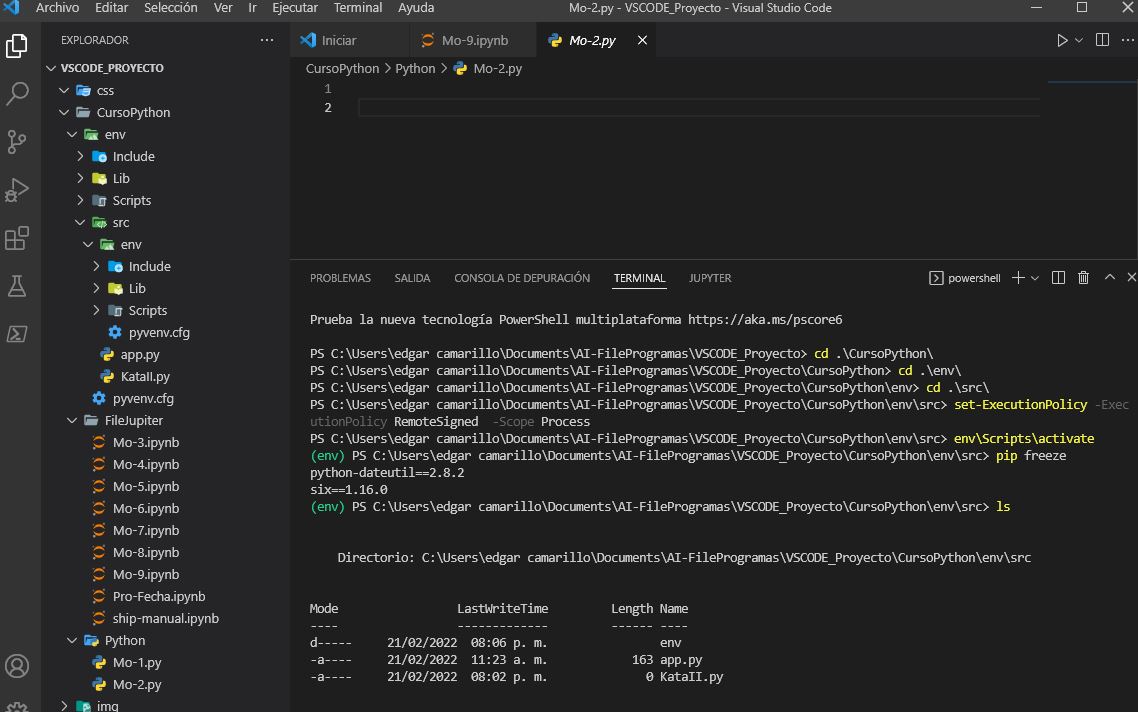 Archivo Editar Selección Ver Ir Ejecutar Terminal Ayuda Mo-2.py - VSCODE_Proyecto - Visual Studio Code
EXPLORADOR
VSCODE_PROYECTO
css
CursoPython
env
Include
Lib
Scripts
src
env
Include
Lib
Scripts
pyvenv.cfg
app.py
KataII.py
pyvenv.cfg
FileJupiter
Mo-3.ipynb
Mo-4.ipynb
Mo-5.ipynb
Mo-6.ipynb
Mo-7.ipynb
Mo-8.ipynb
Mo-9.ipynb
Pro-Fecha.ipynb
ship-manual.ipynb
Python
Mo-1.py
Mo-2.py
img
Iniciar Mo-9.ipynb Mo-2.py
CursoPython > Python > Mo-2.py
1
2
PROBLEMAS SALIDA CONSOLA DE DEPURACIÓN TERMINAL JUPYTER powershell
Prueba la nueva tecnología PowerShell multiplataforma https://aka.ms/pscore6
PS C:\Users\edgar camarillo\Documents\AI-FileProgramas\VSCODE_Proyecto> cd .\CursoPython\
PS C:\Users\edgar camarillo\Documents\AI-FileProgramas\VSCODE_Proyecto\CursoPython> cd .\env\
PS C:\Users\edgar camarillo\Documents\AI-FileProgramas\VSCODE_Proyecto\CursoPython\env> cd .\src\
PS C:\Users\edgar camarillo\Documents\AI-FileProgramas\VSCODE_Proyecto\CursoPython\env\src> set-ExecutionPolicy -Exec
utionPolicy RemoteSigned -Scope Process
PS C:\Users\edgar camarillo\Documents\AI-FileProgramas\VSCODE_Proyecto\CursoPython\env\src> env\Scripts\activate
(env) PS C:\Users\edgar camarillo\Documents\AI-FileProgramas\VSCODE_Proyecto\CursoPython\env\src> pip freeze
python-dateutil==2.8.2
six==1.16.0
(env) PS C:\Users\edgar camarillo\Documents\AI-FileProgramas\VSCODE_Proyecto\CursoPython\env\src> ls
Directorio: C:\Users\edgar camarillo\Documents\AI-FileProgramas\VSCODE_Proyecto\CursoPython\env\src
Mode LastWriteTime Length Name
---- ------------- ------ ----
d----- 21/02/2022 08:06 p. m. env
-a---- 21/02/2022 11:23 a. m. 163 app.py
-a---- 21/02/2022 08:02 p. m. 0 KataII.py